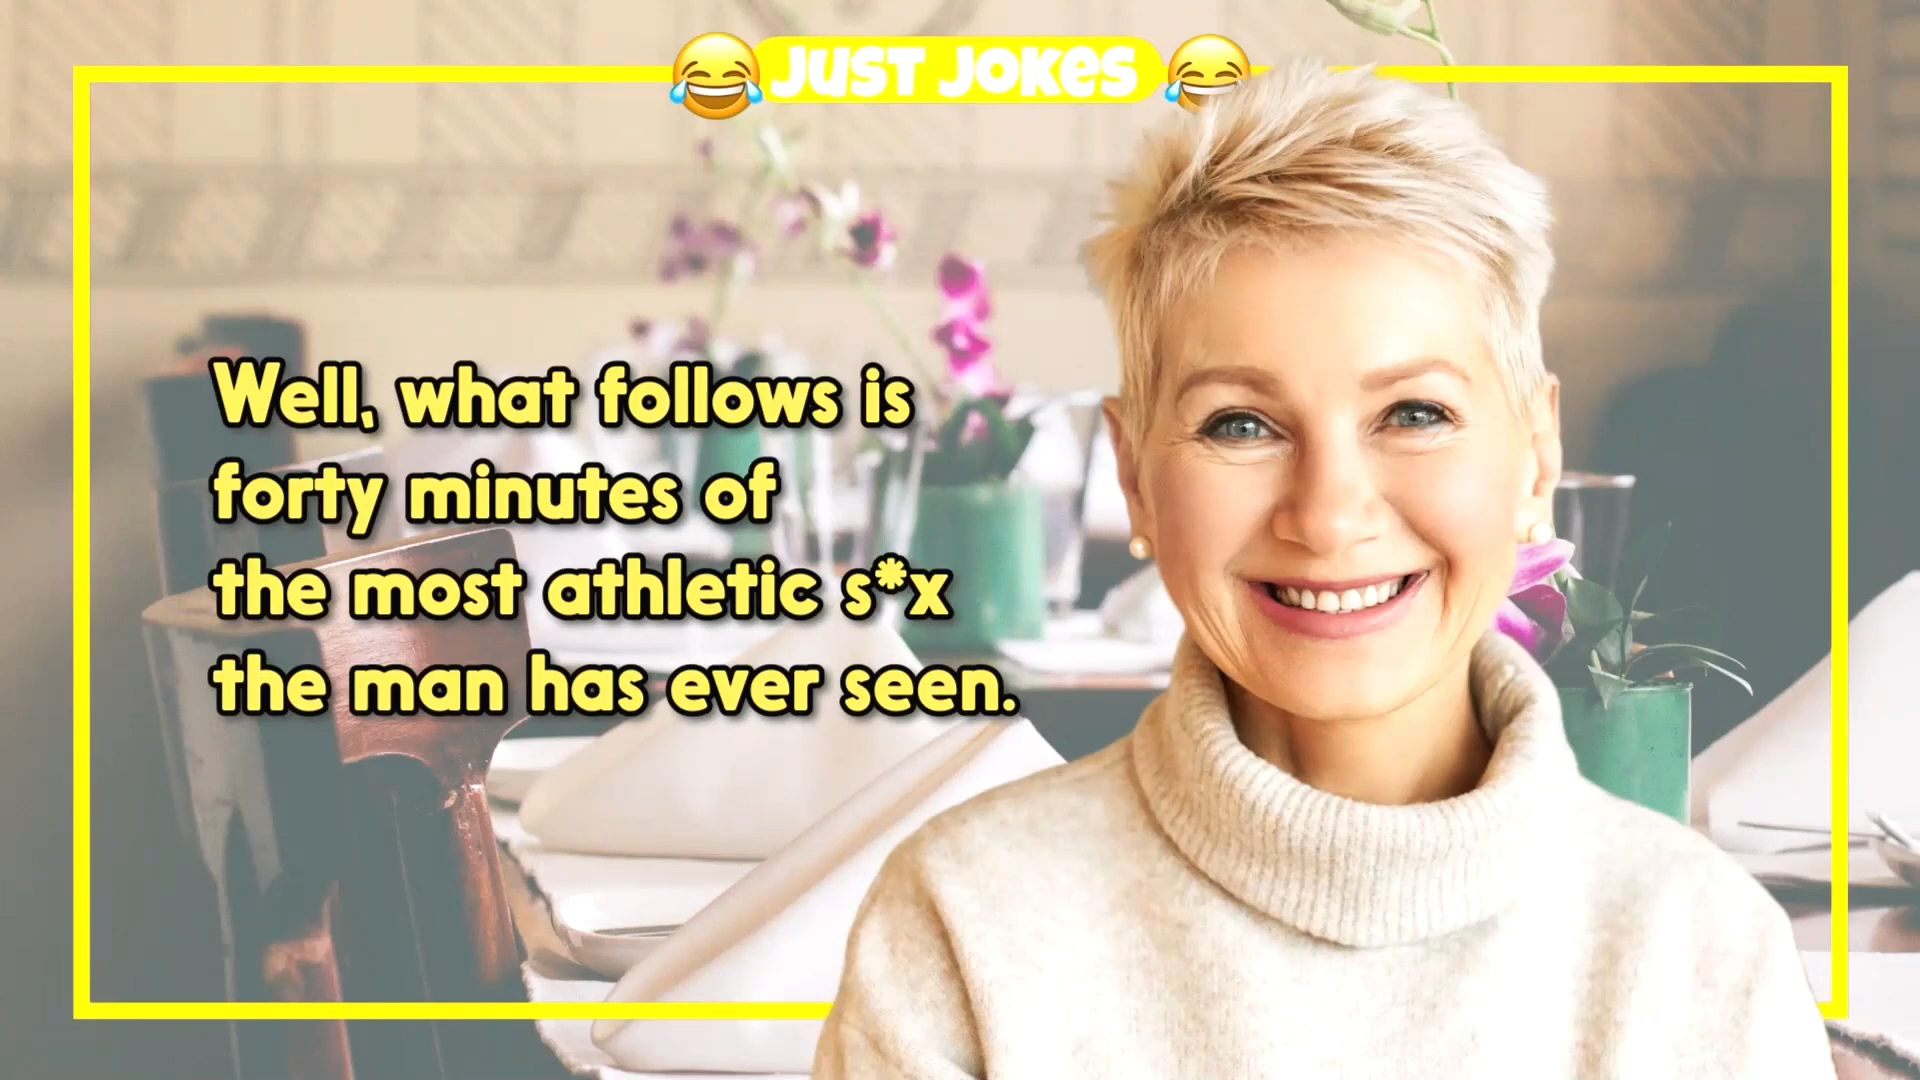 JUST JOKES
Well, what follows is
forty minutes of
the most athletic s*x
the man has ever seen.